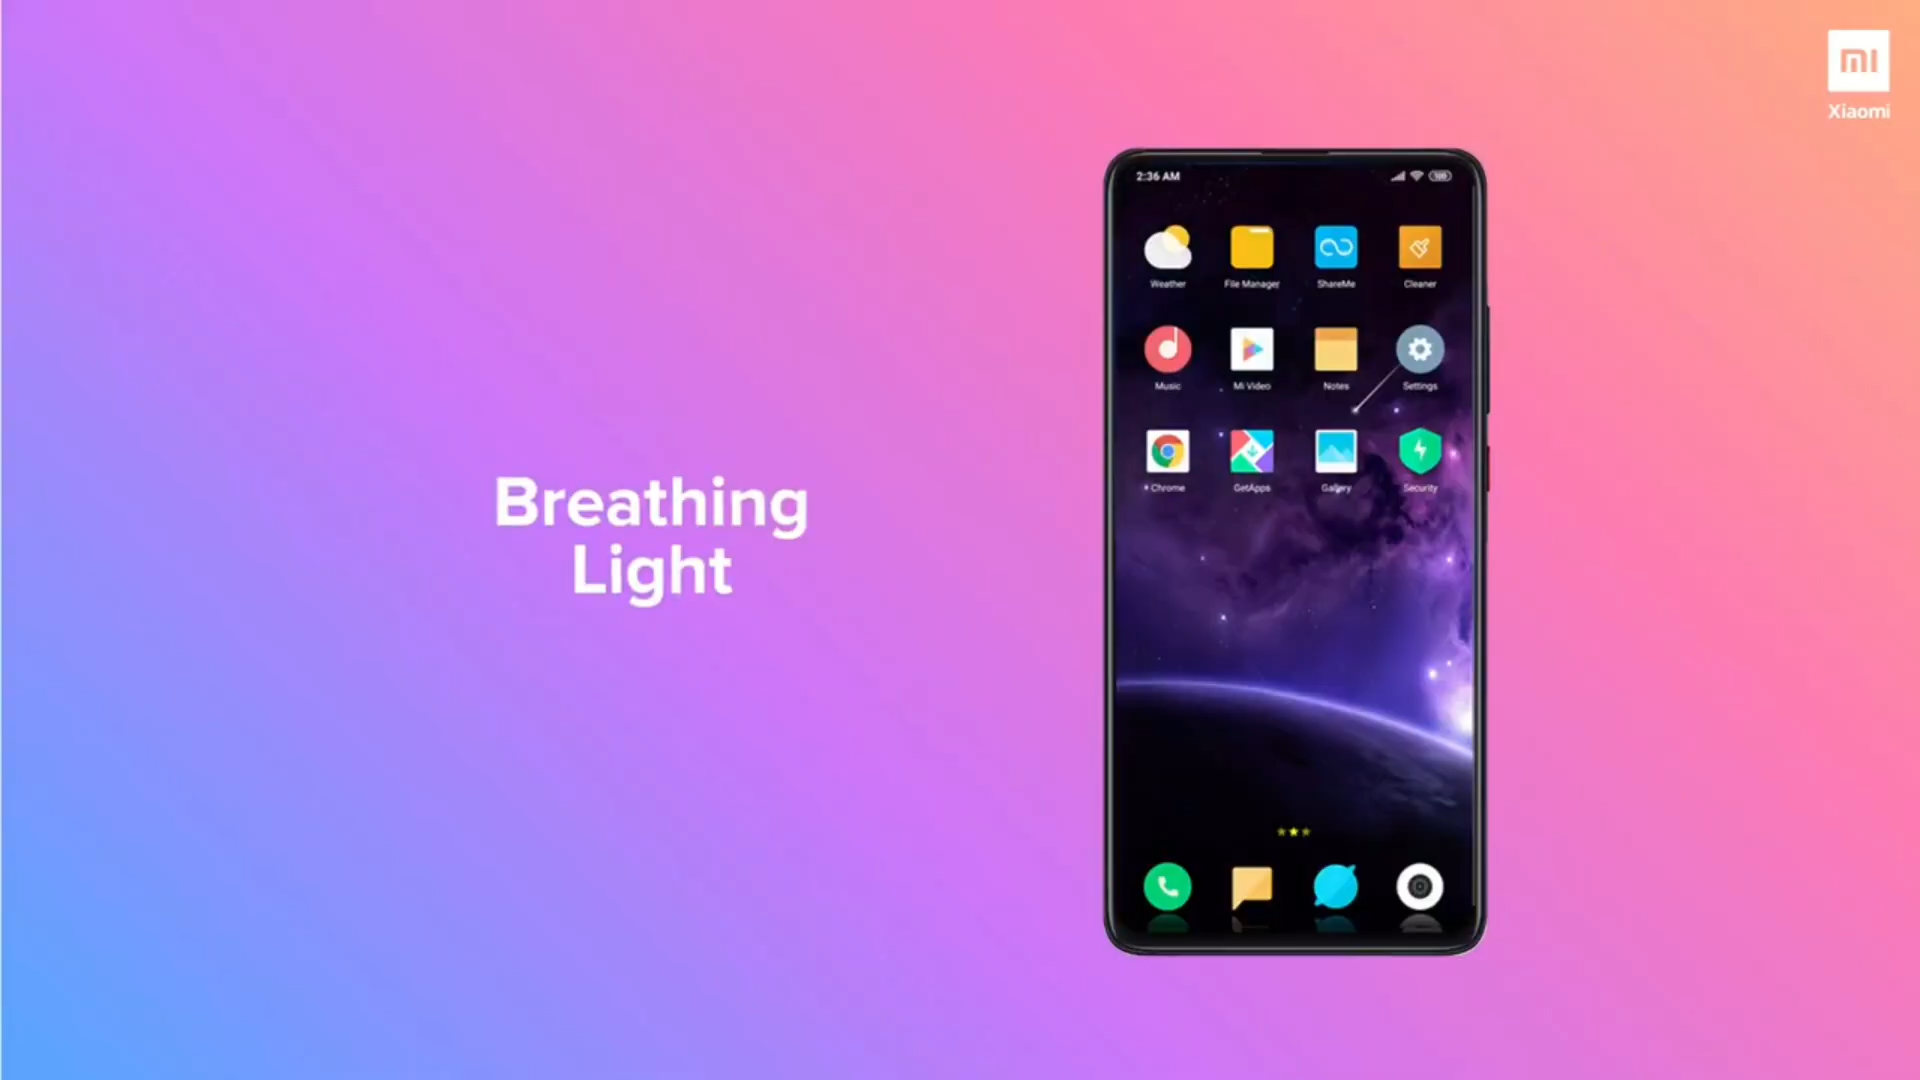 mi
Xiaomi
2:36 AM
100
Weather
File Manager
ShareMe
Cleaner
Music
Mi Video
Notes
Settings
Chrome
GetApps
Gallery
Security
Breathing
Light